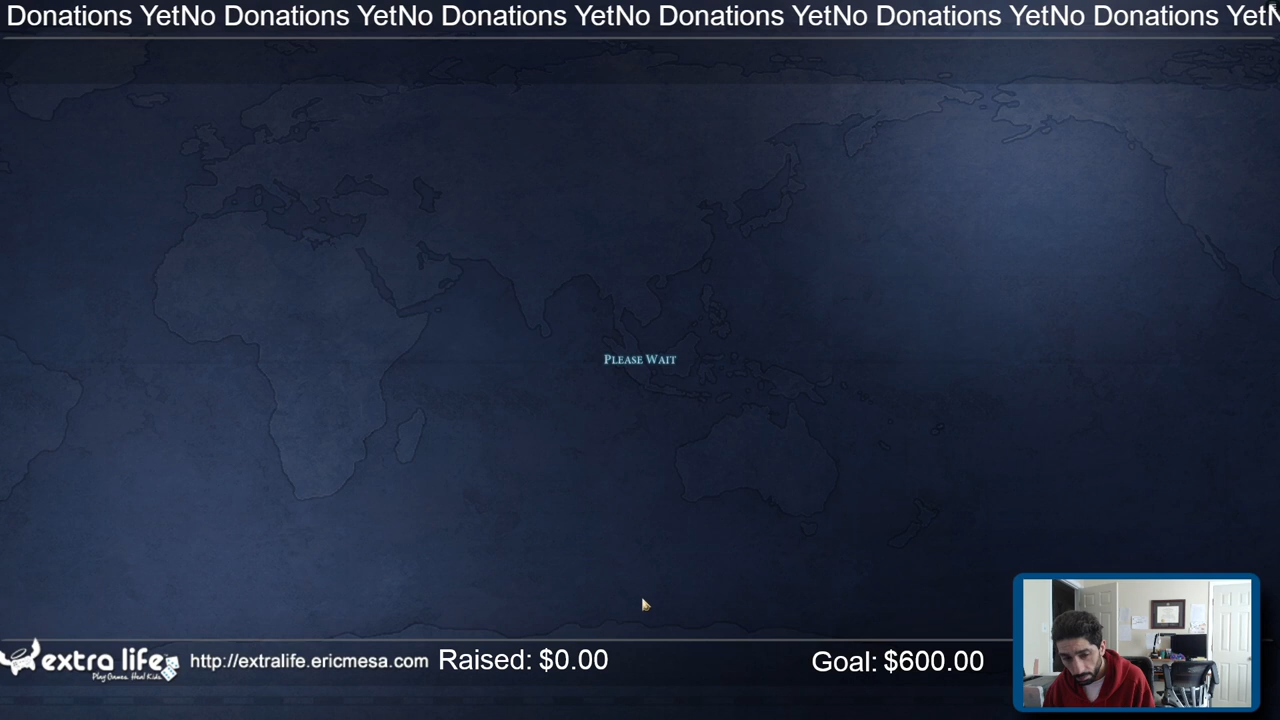 Donations YetNo Donations YetNo Donations YetNo Donations YetNo Donations YetNo Donations YetN
PLEASE WAIT
extra life
Play Games. Heal Kids.
http://extralife.ericmesa.com
Raised: $0.00
Goal: $600.00